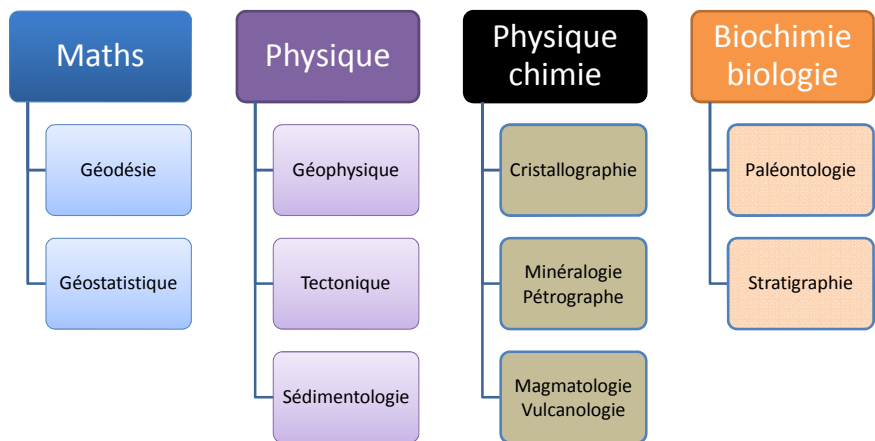 Maths
Géodésie
Géostatistique
Physique
Géophysique
Tectonique
Sédimentologie
Physique
chimie
Cristallographie
Minéralogie
Pétrographe
Magmatologie
Vulcanologie
Biochimie
biologie
Paléontologie
Stratigraphie